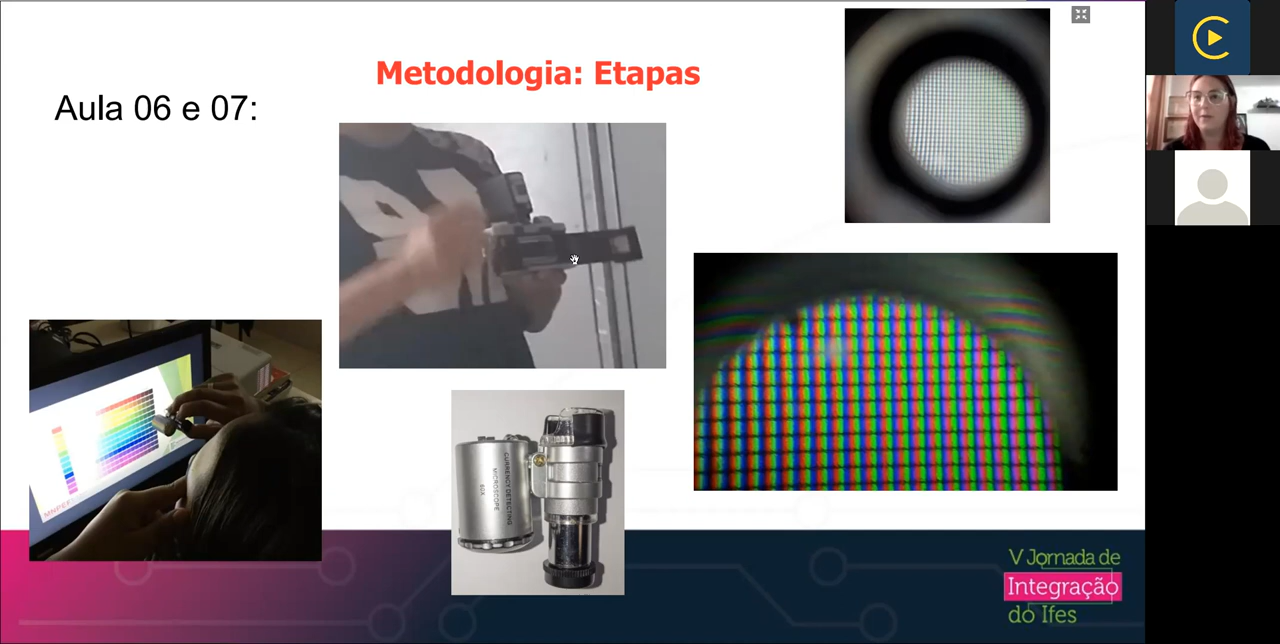 Metodologia: Etapas
Aula 06 e 07:
MNPEF
CURRENCY DETECTING
MICROSCOPE
60X
V Jornada de
Integração
do Ifes